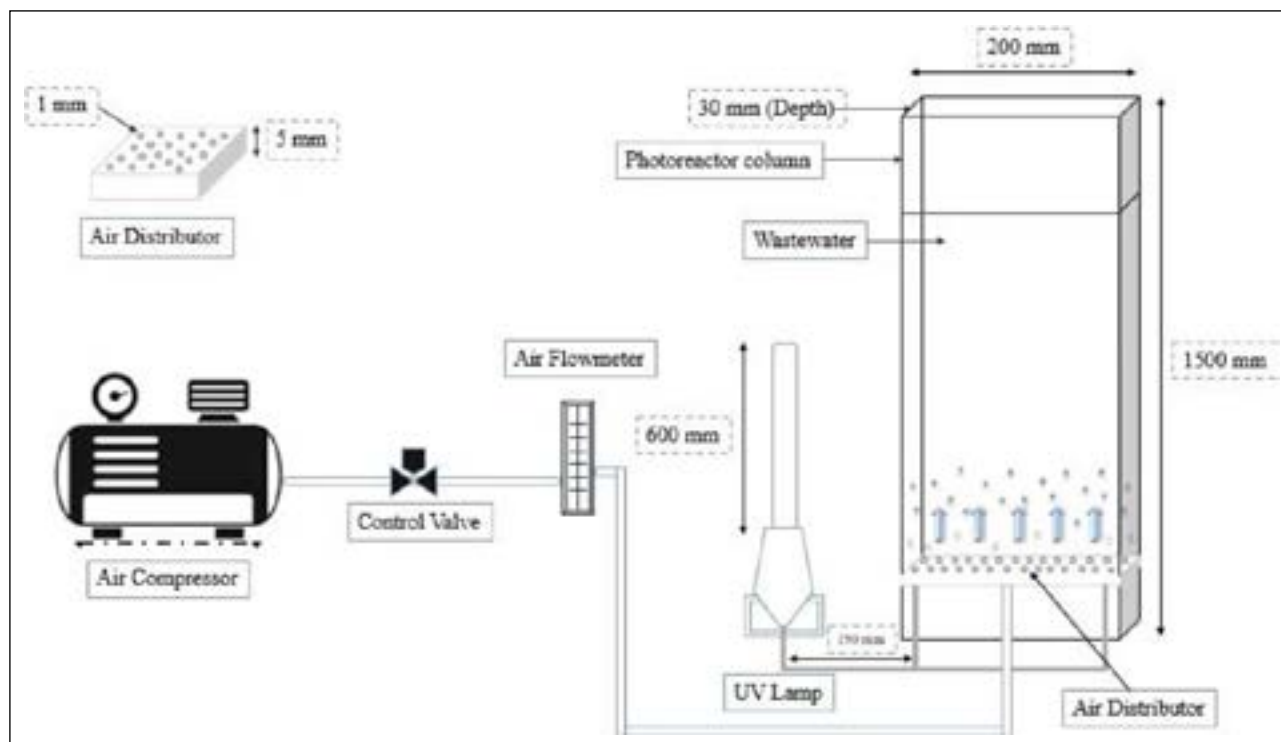 200 mm
1 mm
30 mm (Depth)
5 mm
Photoreactor column
Air Distributor
Wastewater
Air Flowmeter
1500 mm
600 mm
Control Valve
Air Compressor
mm
UV Lamp
Air Distributor